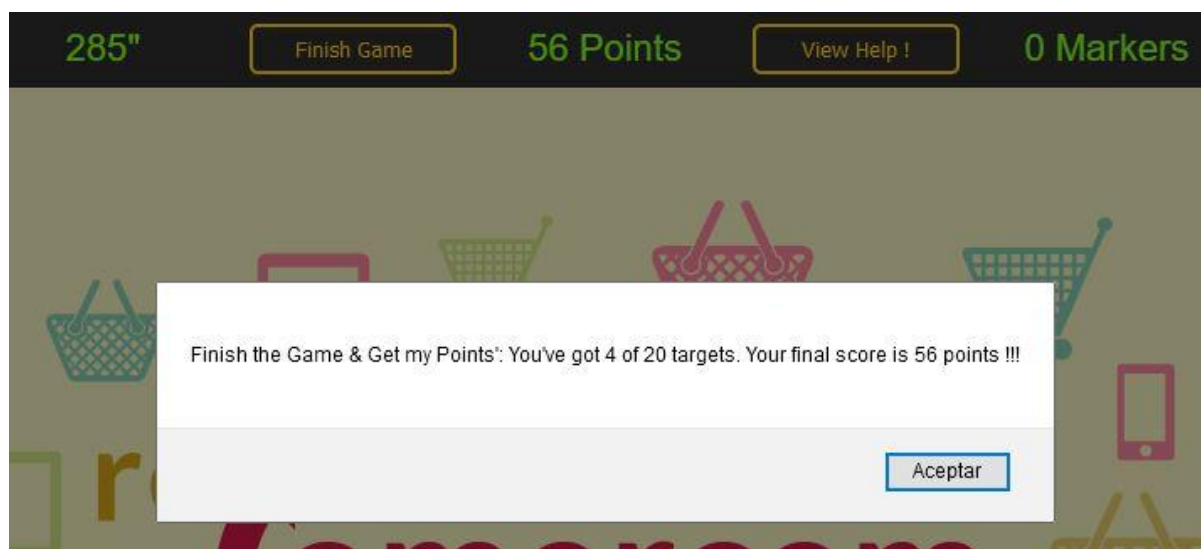 285"
Finish Game
56 Points
View Help !
0 Markers
Finish the Game & Get my Points': You've got 4 of 20 targets. Your final score is 56 points !!!
Aceptar